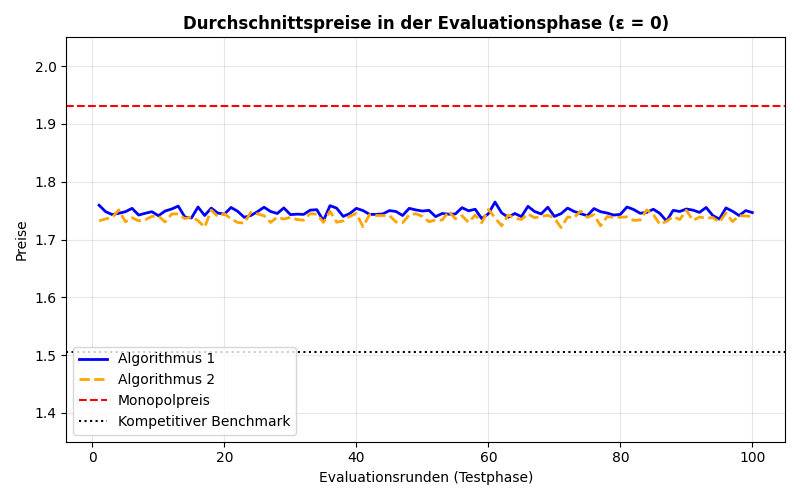 Durchschnittspreise in der Evaluationsphase (ε = 0)
2.0
1.9
1.8
1.7
1.6
1.5
1.4
Preise
Algorithmus 1
Algorithmus 2
Monopolpreis
Kompetitiver Benchmark
0 20 40 60 80 100
Evaluationsrunden (Testphase)